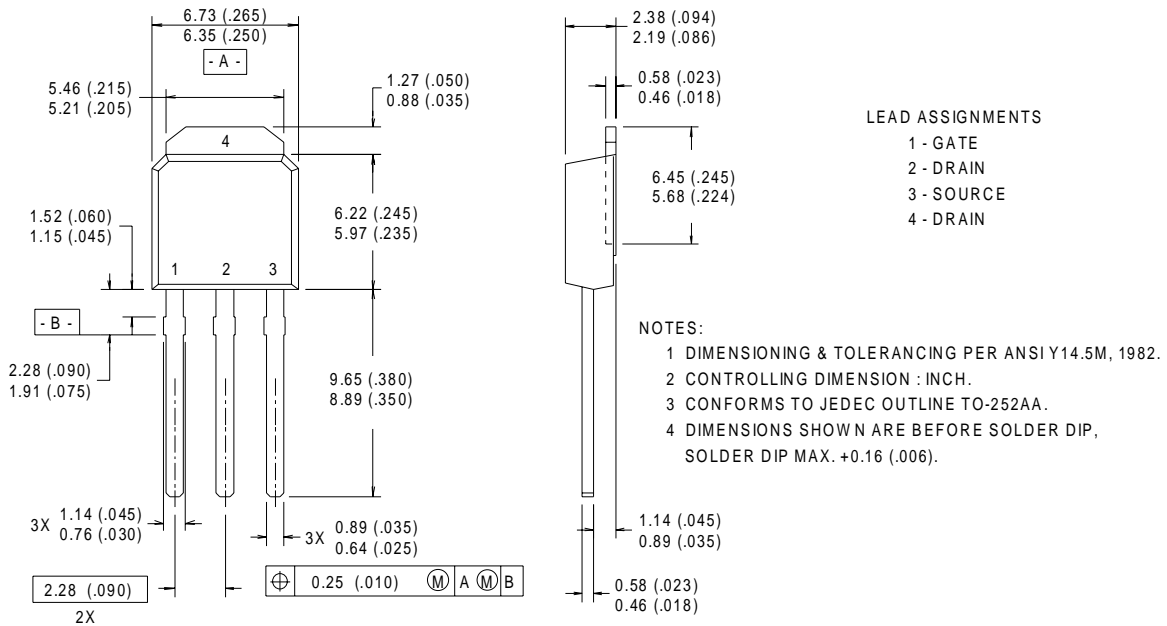 6.73 (.265)
6.35 (.250)
- A -
5.46 (.215)
5.21 (.205)
1.27 (.050)
0.88 (.035)
4
1.52 (.060)
1.15 (.045)
6.22 (.245)
5.97 (.235)
1 2 3
- B -
2.28 (.090)
1.91 (.075)
9.65 (.380)
8.89 (.350)
3X 1.14 (.045)
0.76 (.030)
3X 0.89 (.035)
0.64 (.025)
2.28 (.090)
2X
0.25 (.010) M A M B
2.38 (.094)
2.19 (.086)
0.58 (.023)
0.46 (.018)
6.45 (.245)
5.68 (.224)
1.14 (.045)
0.89 (.035)
0.58 (.023)
0.46 (.018)
LEAD ASSIGNMENTS
1 - GATE
2 - DRAIN
3 - SOURCE
4 - DRAIN
NOTES:
1 DIMENSIONING & TOLERANCING PER ANSI Y14.5M, 1982.
2 CONTROLLING DIMENSION : INCH.
3 CONFORMS TO JEDEC OUTLINE TO-252AA.
4 DIMENSIONS SHOWN ARE BEFORE SOLDER DIP,
SOLDER DIP MAX. +0.16 (.006).